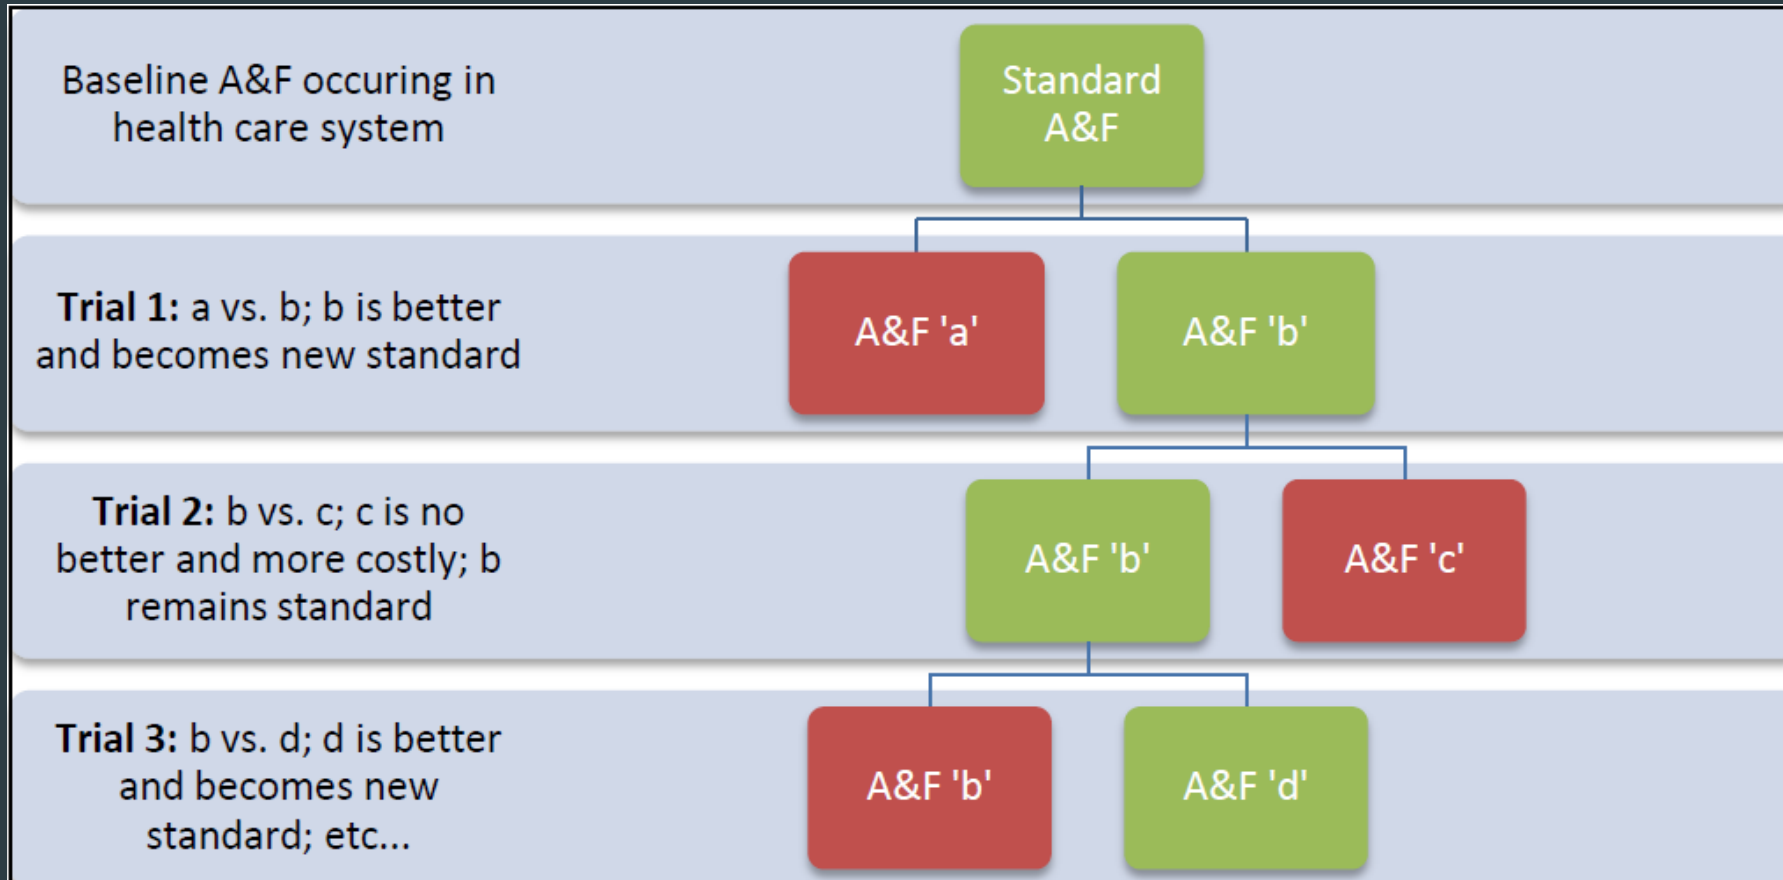 Baseline A&F occuring in
health care system
Standard
A&F
Trial 1: a vs. b; b is better
and becomes new standard
A&F 'a'
A&F 'b'
Trial 2: b vs. c; c is no
better and more costly; b
remains standard
A&F 'b'
A&F 'c'
Trial 3: b vs. d; d is better
and becomes new
standard; etc...
A&F 'b'
A&F 'd'